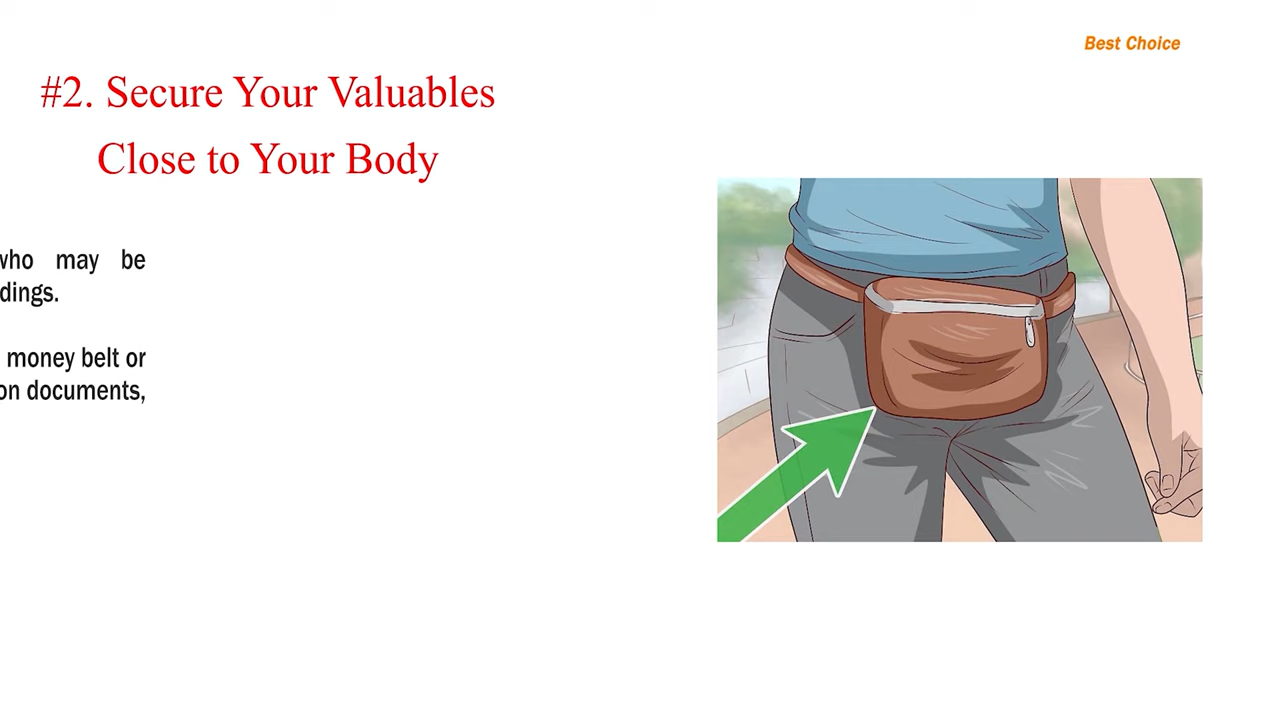 Best Choice
#2. Secure Your Valuables
Close to Your Body
who may be
dings.
money belt or
on documents,